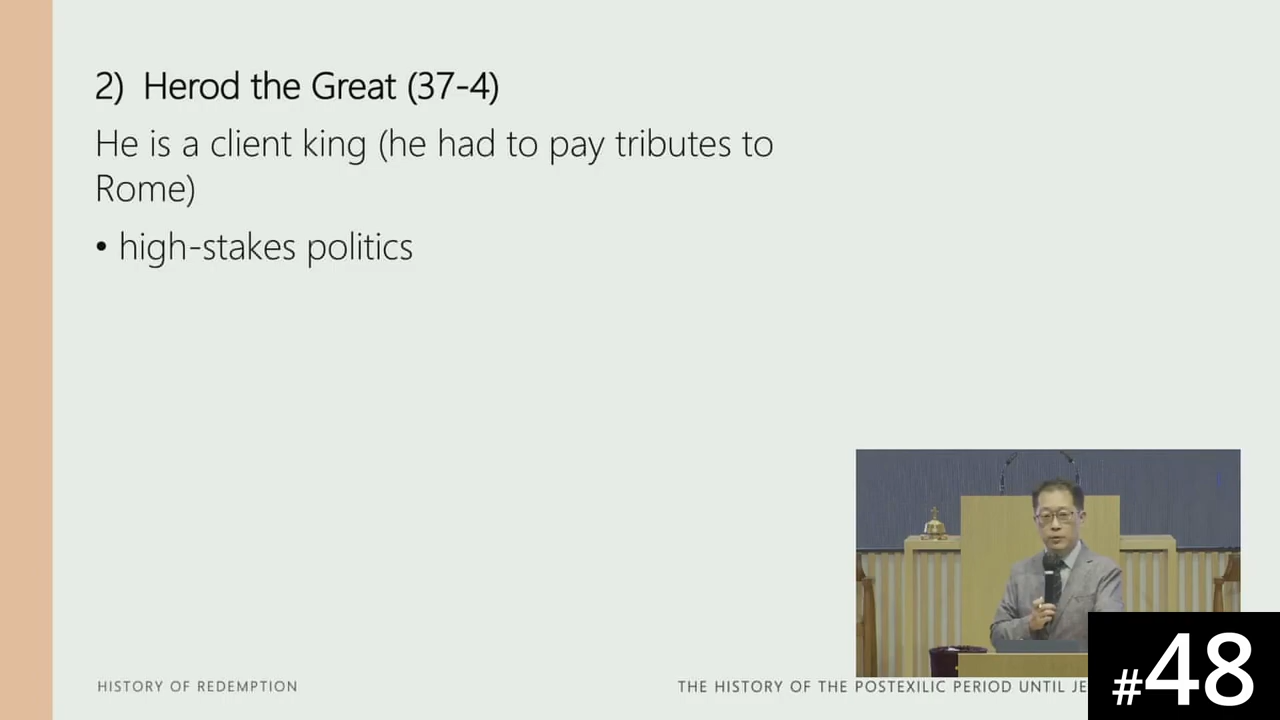 2) Herod the Great (37-4)
He is a client king (he had to pay tributes to
Rome)
• high-stakes politics
HISTORY OF REDEMPTION
THE HISTORY OF THE POSTEXILIC PERIOD UNTIL
#48